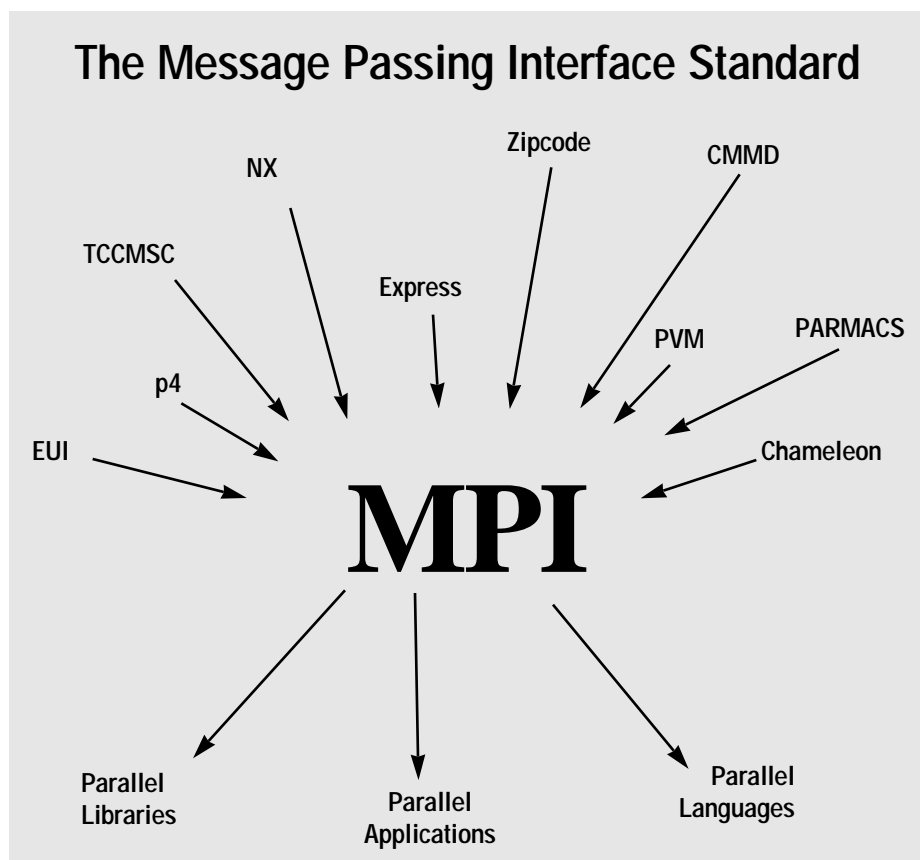 The Message Passing Interface Standard
Zipcode
CMMD
NX
TCCMSC
Express
PVM
PARMACS
p4
EUI
Chameleon
MPI
Parallel
Libraries
Parallel
Applications
Parallel
Languages